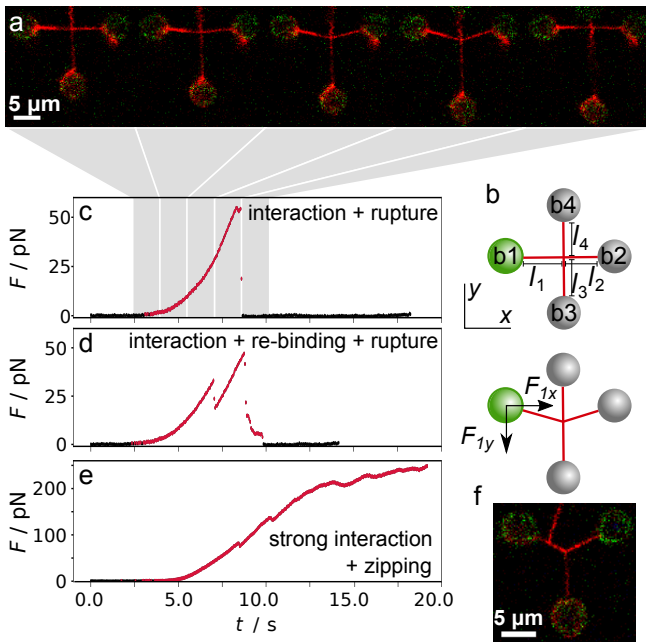 a
5 µm
b
b4
b1
b2
b3
l4
l1
l3
l2
y
x
c
interaction + rupture
F / pN
50
25
0
d
interaction + re-binding + rupture
F / pN
50
25
0
F1x
F1y
e
strong interaction
+ zipping
F / pN
200
100
0
0.0 5.0 10.0 15.0 20.0
t / s
f
5 µm